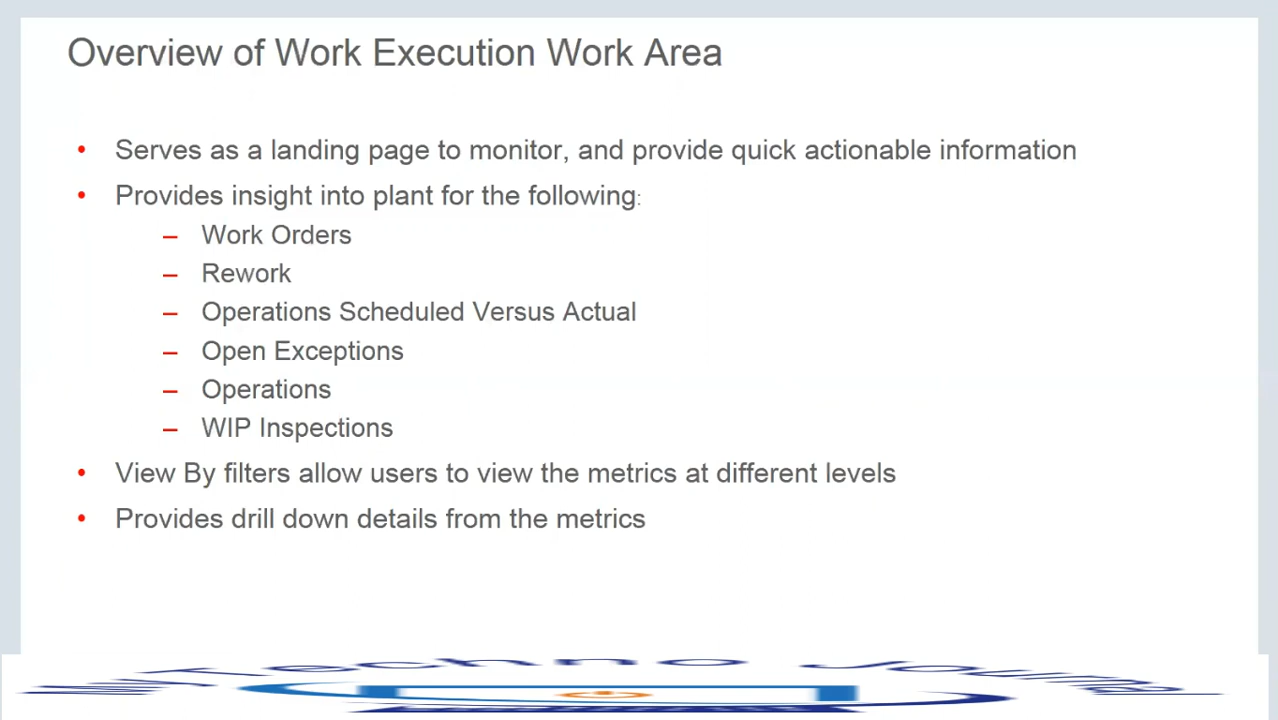 Overview of Work Execution Work Area
• Serves as a landing page to monitor, and provide quick actionable information
• Provides insight into plant for the following:
– Work Orders
– Rework
– Operations Scheduled Versus Actual
– Open Exceptions
– Operations
– WIP Inspections
• View By filters allow users to view the metrics at different levels
• Provides drill down details from the metrics